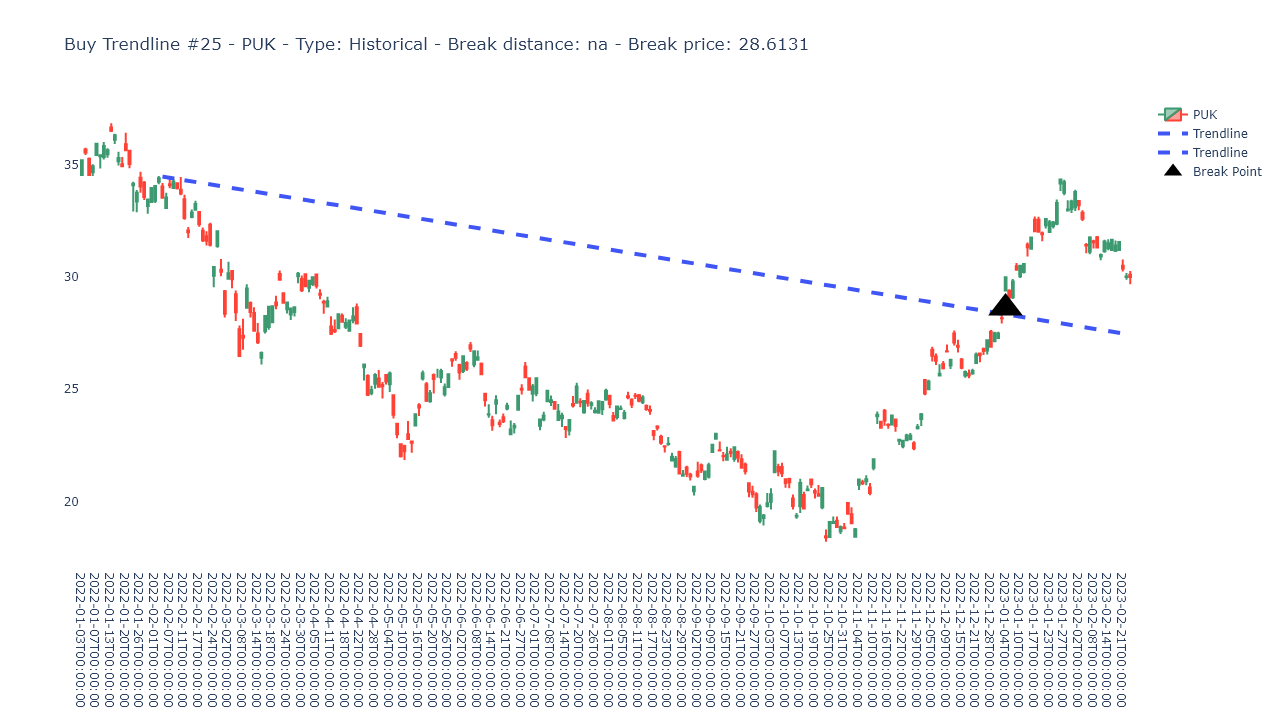 Buy Trendline #25 - PUK - Type: Historical - Break distance: na - Break price: 28.6131
PUK
Trendline
Trendline
Break Point
35
30
25
20
2022-01-03T00:00:00
2022-01-07T00:00:00
2022-01-13T00:00:00
2022-01-20T00:00:00
2022-01-26T00:00:00
2022-02-01T00:00:00
2022-02-07T00:00:00
2022-02-11T00:00:00
2022-02-17T00:00:00
2022-02-24T00:00:00
2022-03-02T00:00:00
2022-03-08T00:00:00
2022-03-14T00:00:00
2022-03-18T00:00:00
2022-03-24T00:00:00
2022-03-30T00:00:00
2022-04-05T00:00:00
2022-04-11T00:00:00
2022-04-18T00:00:00
2022-04-22T00:00:00
2022-04-28T00:00:00
2022-05-04T00:00:00
2022-05-10T00:00:00
2022-05-16T00:00:00
2022-05-20T00:00:00
2022-05-26T00:00:00
2022-06-02T00:00:00
2022-06-08T00:00:00
2022-06-14T00:00:00
2022-06-21T00:00:00
2022-06-27T00:00:00
2022-07-01T00:00:00
2022-07-08T00:00:00
2022-07-14T00:00:00
2022-07-20T00:00:00
2022-07-26T00:00:00
2022-08-01T00:00:00
2022-08-05T00:00:00
2022-08-11T00:00:00
2022-08-17T00:00:00
2022-08-23T00:00:00
2022-08-29T00:00:00
2022-09-02T00:00:00
2022-09-09T00:00:00
2022-09-15T00:00:00
2022-09-21T00:00:00
2022-09-27T00:00:00
2022-10-03T00:00:00
2022-10-07T00:00:00
2022-10-13T00:00:00
2022-10-19T00:00:00
2022-10-25T00:00:00
2022-10-31T00:00:00
2022-11-04T00:00:00
2022-11-10T00:00:00
2022-11-16T00:00:00
2022-11-22T00:00:00
2022-11-29T00:00:00
2022-12-05T00:00:00
2022-12-09T00:00:00
2022-12-15T00:00:00
2022-12-21T00:00:00
2022-12-28T00:00:00
2023-01-04T00:00:00
2023-01-10T00:00:00
2023-01-17T00:00:00
2023-01-23T00:00:00
2023-01-27T00:00:00
2023-02-02T00:00:00
2023-02-08T00:00:00
2023-02-14T00:00:00
2023-02-21T00:00:00